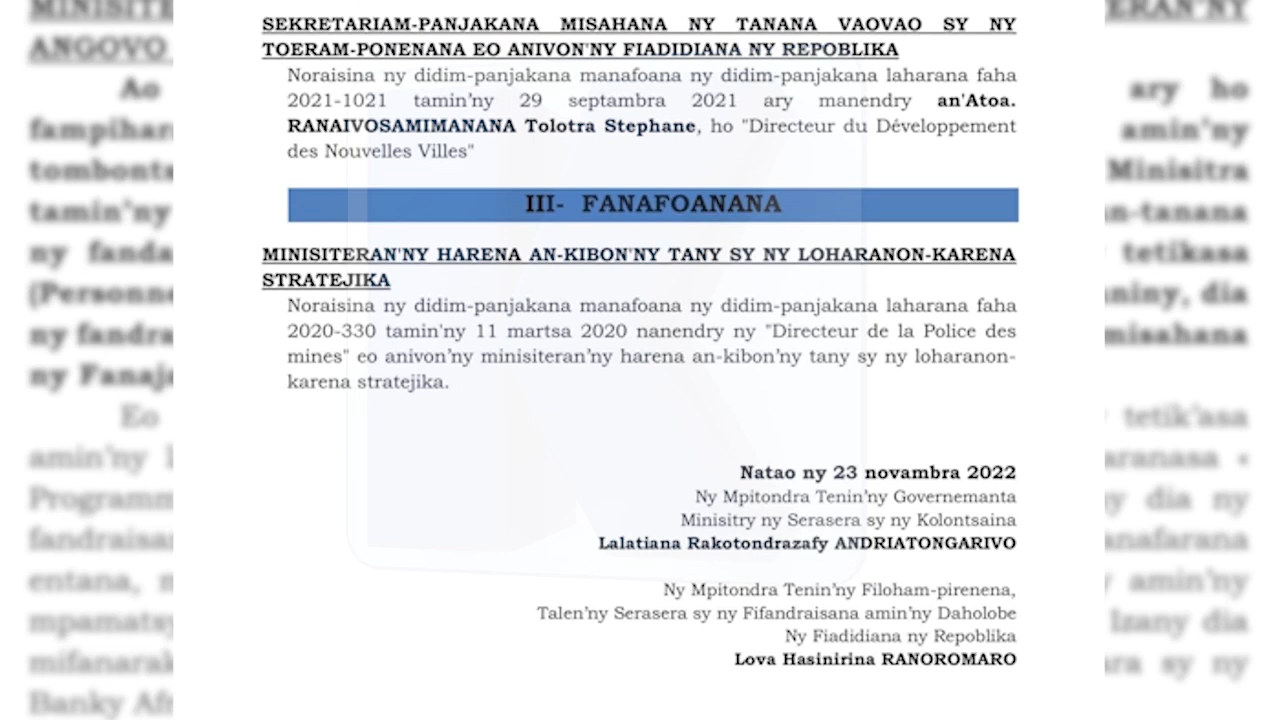 SEKRETARIAM-PANJAKANA MISAHANA NY TANANA VAOVAO SY NY
TOERAM-PONENANA EO ANIVON'NY FIADIDIANA NY REPOBLIKA
Noraisina ny didim-panjakana manafoana ny didim-panjakana laharana faha
2021-1021 tamin'ny 29 septambra 2021 ary manendry an'Atoa.
RANAIVOSAMIMANANA Tolotra Stephane, ho "Directeur du Développement
des Nouvelles Villes"
III- FANAFOANANA
MINISITERAN'NY HARENA AN-KIBON'NY TANY SY NY LOHARANON-KARENA
STRATEJIKA
Noraisina ny didim-panjakana manafoana ny didim-panjakana laharana faha
2020-330 tamin'ny 11 martsa 2020 nanendry ny "Directeur de la Police des
mines" eo anivon'ny minisiteran'ny harena an-kibon'ny tany sy ny loharanon-
karena stratejika.
Natao ny 23 novambra 2022
Ny Mpitondra Tenin'ny Governemanta
Minisitry ny Serasera sy ny Kolontsaina
Lalatiana Rakotondrazafy ANDRIATONGARIVO
Ny Mpitondra Tenin'ny Filoham-pirenena,
Talen'ny Serasera sy ny Fifandraisana amin'ny Daholobe
Ny Fiadidiana ny Repoblika
Lova Hasinirina RANOROMARO